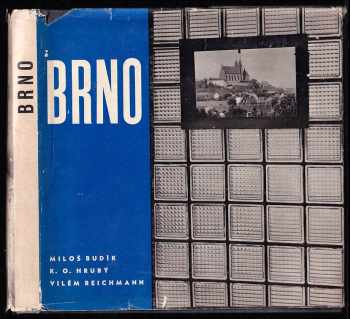 BRNO
BRNO
MILOŠ BUDÍK
K. O. HRUBÝ
VILÉM REICHMANN